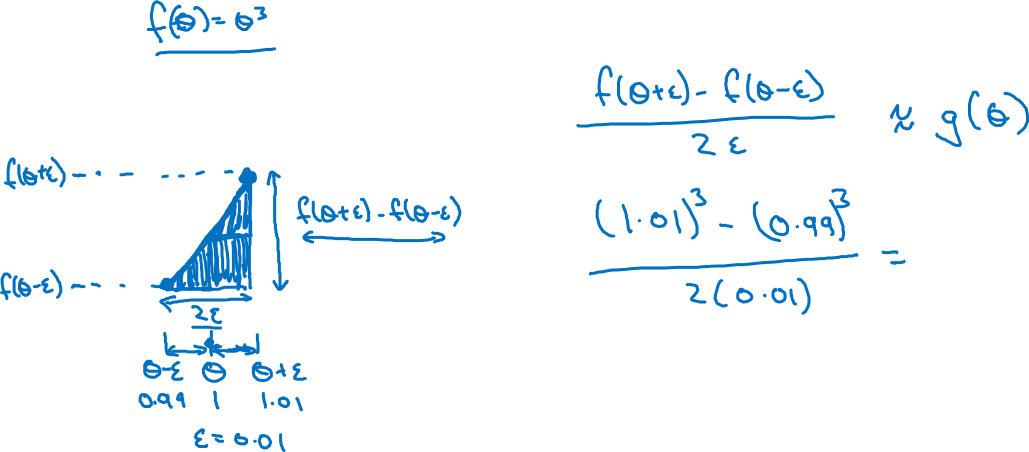 f(θ) = θ³
f(θ+ε) - f(θ-ε) / 2ε ≈ g(θ)
f(θ+ε)
f(θ+ε) - f(θ-ε)
(1.01)³ - (0.99)³ / 2(0.01) =
f(θ-ε)
2ε
θ-ε θ θ+ε
0.99 1 1.01
ε = 0.01